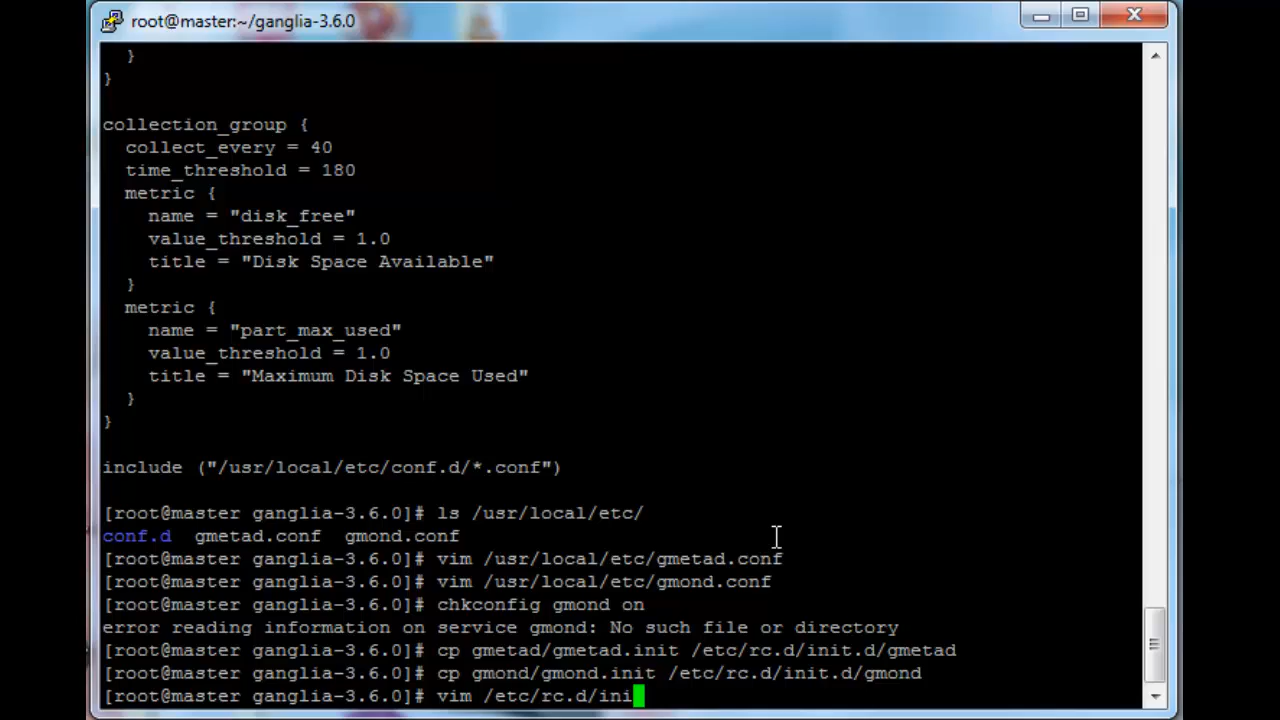 root@master:~/ganglia-3.6.0
}
}
collection_group {
collect_every = 40
time_threshold = 180
metric {
name = "disk_free"
value_threshold = 1.0
title = "Disk Space Available"
}
metric {
name = "part_max_used"
value_threshold = 1.0
title = "Maximum Disk Space Used"
}
}
include ("/usr/local/etc/conf.d/*.conf")
[root@master ganglia-3.6.0]# ls /usr/local/etc/
conf.d gmetad.conf gmond.conf
[root@master ganglia-3.6.0]# vim /usr/local/etc/gmetad.conf
[root@master ganglia-3.6.0]# vim /usr/local/etc/gmond.conf
[root@master ganglia-3.6.0]# chkconfig gmond on
error reading information on service gmond: No such file or directory
[root@master ganglia-3.6.0]# cp gmetad/gmetad.init /etc/rc.d/init.d/gmetad
[root@master ganglia-3.6.0]# cp gmond/gmond.init /etc/rc.d/init.d/gmond
[root@master ganglia-3.6.0]# vim /etc/rc.d/ini